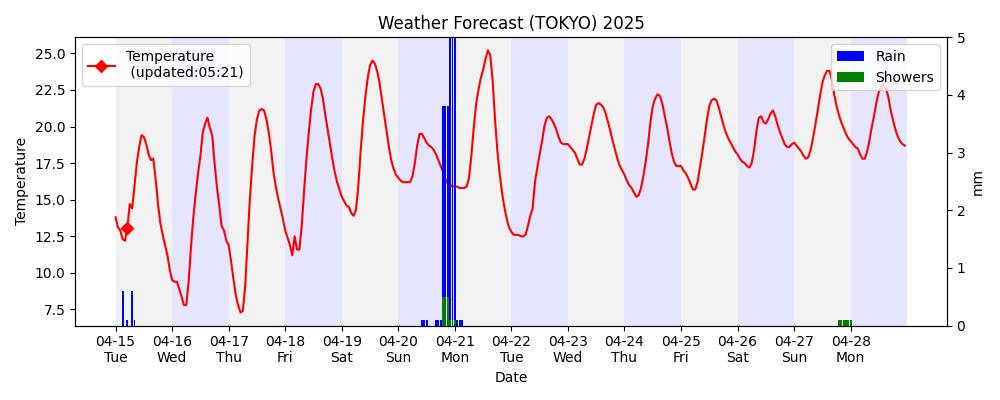 Weather Forecast (TOKYO) 2025
Temperature
(updated:05:21)
Rain
Showers
25.0
22.5
20.0
17.5
15.0
12.5
10.0
7.5
Temperature
5
4
3
2
1
0
mm
04-15 04-16 04-17 04-18 04-19 04-20 04-21 04-22 04-23 04-24 04-25 04-26 04-27 04-28
Tue Wed Thu Fri Sat Sun Mon Tue Wed Thu Fri Sat Sun Mon
Date